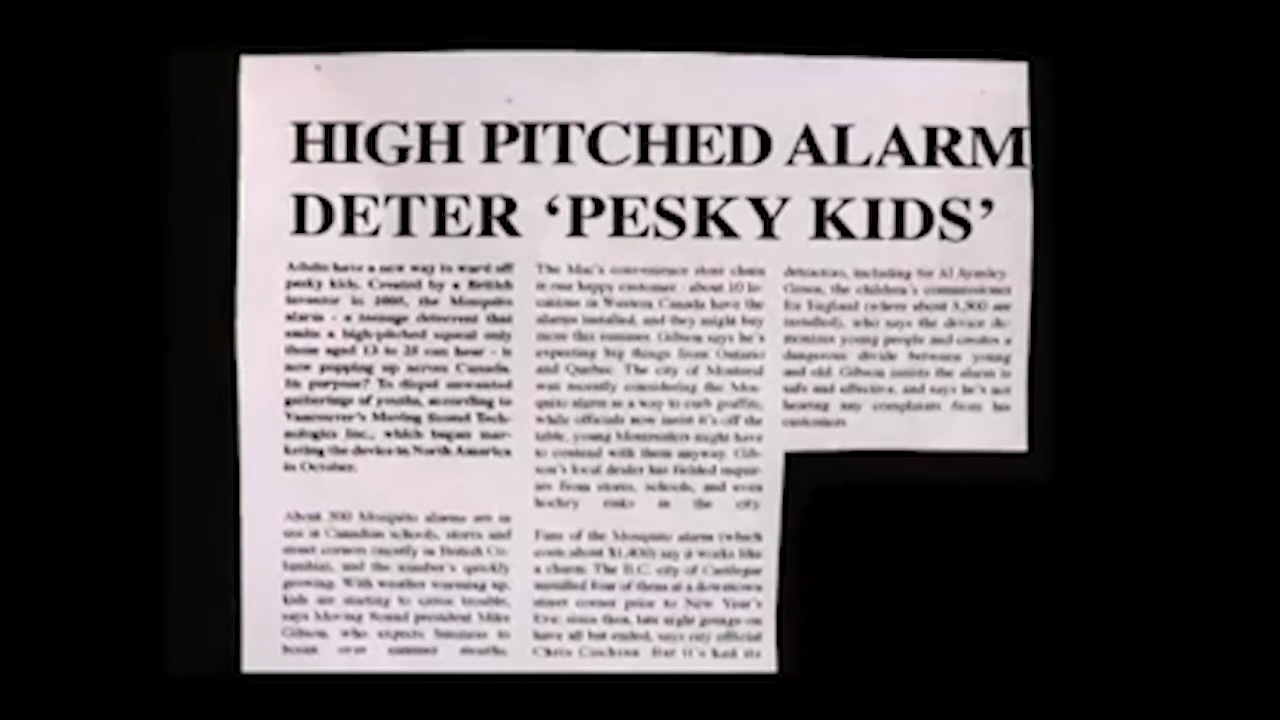 HIGH PITCHED ALARM
DETER ‘PESKY KIDS’
Adults have a new way to ward off
pesky kids. Created by a British
inventor in 2005, the Mosquito
alarm - a teenage deterrent that
emits a high-pitched squeal only
those aged 13 to 25 can hear - is
now popping up across Canada.
Its purpose? To dispel unwanted
gatherings of youths, according to
Vancouver's Moving Sound Tech-
nologies Inc., which began mar-
keting the device in North America
in October.
About 300 Mosquito alarms are in
use at Canadian schools, stores and
street corners (mostly in British Co-
lumbia), and the number's quickly
growing. With weather warming up,
kids are starting to cause trouble,
says Moving Sound president Mike
Gibson, who expects business to
boom over summer months.
The Mac's convenience store chain
is one happy customer - about 10 lo-
cations in Western Canada have the
alarms installed, and they might buy
more this summer. Gibson says he's
expecting big things from Ontario
and Quebec. The city of Montreal
was recently considering the Mos-
quito alarm as a way to curb graffiti;
while officials now insist it's off the
table, young Montrealers might have
to contend with them anyway. Gib-
son's local dealer has fielded inquir-
ies from stores, schools, and even
hockey rinks in the city.
Fans of the Mosquito alarm (which
costs about $1,400) say it works like
a charm. The B.C. city of Castlegar
installed four of them at a downtown
street corner prior to New Year's
Eve; since then, late night goings-on
have all but ended, says city official
Chris But it's had its
detractors, including Sir Al Aynsley-
Green, the children's commissioner
for England (where about 3,500 are
installed), who says the device de-
monizes young people and creates a
dangerous divide between young
and old. Gibson insists the alarm is
safe and effective, and says he's not
hearing any complaints from his
customers.